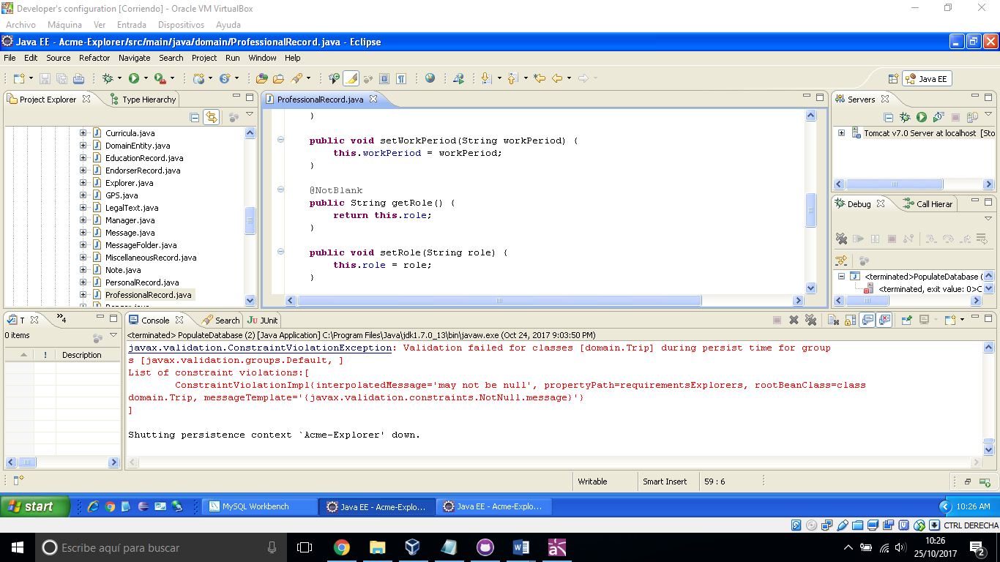 Developer's configuration [Corriendo] - Oracle VM VirtualBox
Archivo Máquina Ver Entrada Dispositivos Ayuda
Java EE - Acme-Explorer/src/main/java/domain/ProfessionalRecord.java - Eclipse
File Edit Source Refactor Navigate Search Project Run Window Help
Java EE
Project Explorer Type Hierarchy
Curricula.java
DomainEntity.java
EducationRecord.java
EndorserRecord.java
Explorer.java
GPS.java
LegalText.java
Manager.java
Message.java
MessageFolder.java
MiscellaneousRecord.java
Note.java
PersonalRecord.java
ProfessionalRecord.java
ProfessionalRecord.java
}
public void setWorkPeriod(String workPeriod) {
this.workPeriod = workPeriod;
}
@NotBlank
public String getRole() {
return this.role;
}
public void setRole(String role) {
this.role = role;
}
Servers
Tomcat v7.0 Server at localhost [Sto
Debug Call Hierar
<terminated>PopulateDatabase (
<terminated, exit value: 0>C
T 4
0 items
! Description
Console Search JUnit
<terminated> PopulateDatabase (2) [Java Application] C:\Program Files\Java\jdk1.7.0_13\bin\javaw.exe (Oct 24, 2017 9:03:50 PM)
javax.validation.ConstraintViolationException: Validation failed for classes [domain.Trip] during persist time for group
s [javax.validation.groups.Default, ]
List of constraint violations:[
ConstraintViolationImpl{interpolatedMessage='may not be null', propertyPath=requirementsExplorers, rootBeanClass=class
domain.Trip, messageTemplate='{javax.validation.constraints.NotNull.message}'}
]
Shutting persistence context `Acme-Explorer' down.
Writable Smart Insert 59 : 6
start MySQL Workbench Java EE - Acme-Explo... Java EE - Acme-Explo... 10:26 AM
CTRL DERECHA
Escribe aquí para buscar
10:26
25/10/2017
2